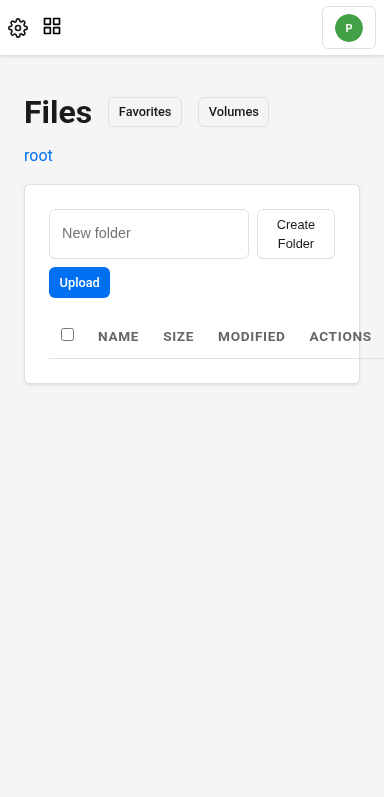 P
Files
Favorites
Volumes
root
New folder
Create
Folder
Upload
NAME SIZE MODIFIED ACTIONS